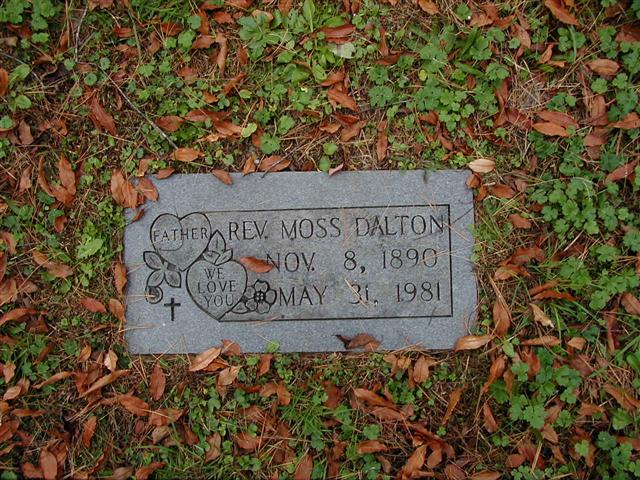 FATHER
WE
LOVE
YOU
REV. MOSS DALTON
NOV. 8, 1890
MAY 31, 1981